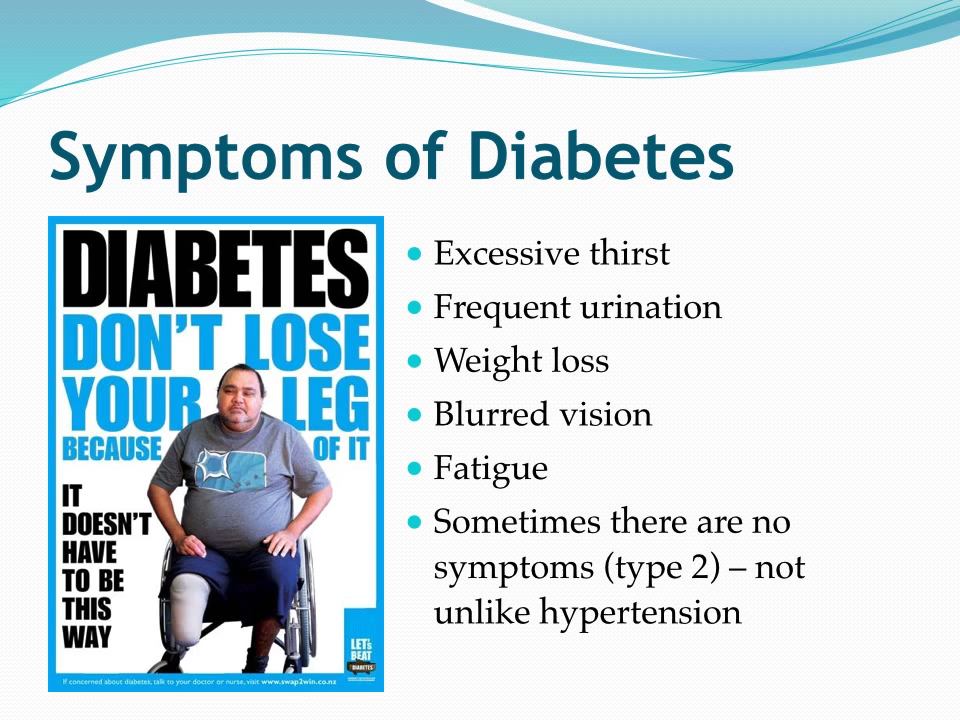 Symptoms of Diabetes
DIABETES
DON'T LOSE
YOUR LEG
BECAUSE OF IT
IT
DOESN'T
HAVE
TO BE
THIS
WAY
LET'S
BEAT
DIABETES
If concerned about diabetes, talk to your doctor or nurse, visit www.swap2win.co.nz
• Excessive thirst
• Frequent urination
• Weight loss
• Blurred vision
• Fatigue
• Sometimes there are no
symptoms (type 2) – not
unlike hypertension